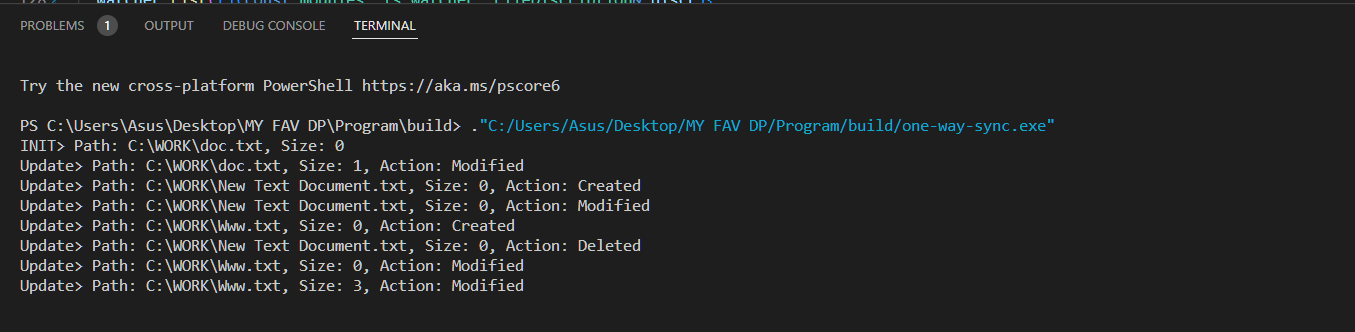 PROBLEMS 1 OUTPUT DEBUG CONSOLE TERMINAL
Try the new cross-platform PowerShell https://aka.ms/pscore6
PS C:\Users\Asus\Desktop\MY FAV DP\Program\build> ."C:/Users/Asus/Desktop/MY FAV DP/Program/build/one-way-sync.exe"
INIT> Path: C:\WORK\doc.txt, Size: 0
Update> Path: C:\WORK\doc.txt, Size: 1, Action: Modified
Update> Path: C:\WORK\New Text Document.txt, Size: 0, Action: Created
Update> Path: C:\WORK\New Text Document.txt, Size: 0, Action: Modified
Update> Path: C:\WORK\Www.txt, Size: 0, Action: Created
Update> Path: C:\WORK\New Text Document.txt, Size: 0, Action: Deleted
Update> Path: C:\WORK\Www.txt, Size: 0, Action: Modified
Update> Path: C:\WORK\Www.txt, Size: 3, Action: Modified